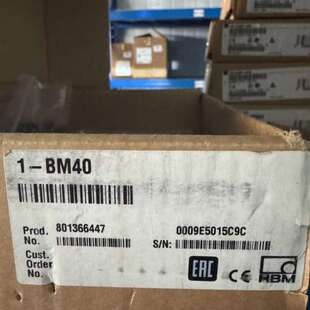 1-BM40
Prod. No. 801366447
S/N: 0009E5015C9C
Cust. Order No.
EAC CE HBM